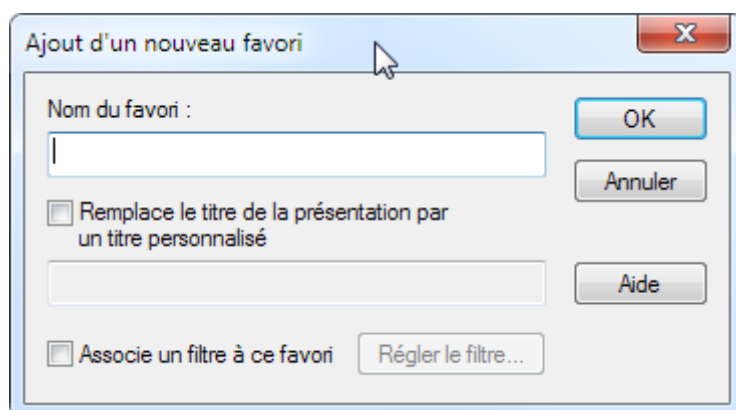 Ajout d'un nouveau favori
Nom du favori :
OK
Annuler
Remplace le titre de la présentation par
un titre personnalisé
Aide
Associe un filtre à ce favori
Régler le filtre...